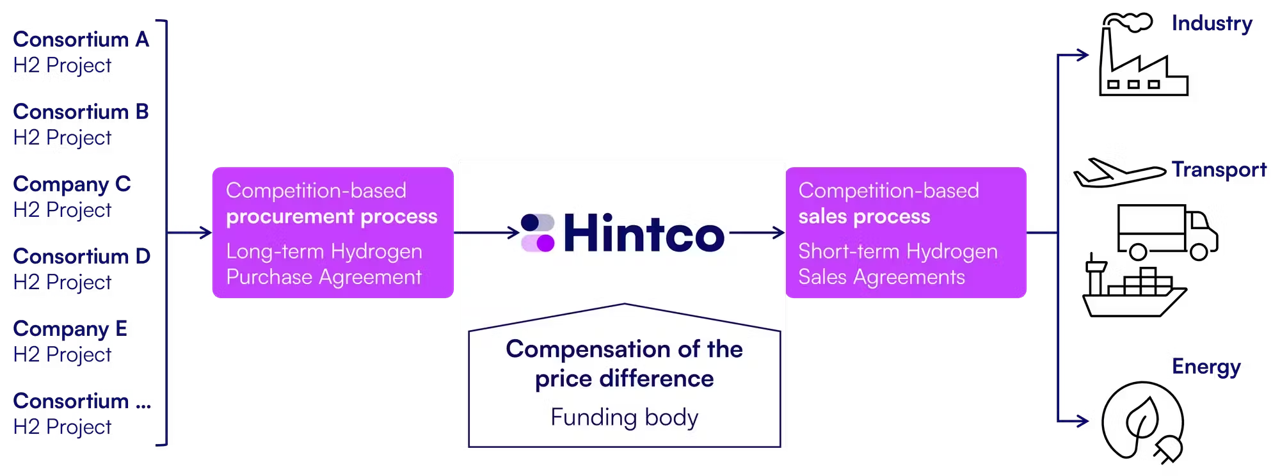 Consortium A
H2 Project
Consortium B
H2 Project
Company C
H2 Project
Consortium D
H2 Project
Company E
H2 Project
Consortium ...
H2 Project
Competition-based
procurement process
Long-term Hydrogen
Purchase Agreement
Hintco
Compensation of the
price difference
Funding body
Competition-based
sales process
Short-term Hydrogen
Sales Agreements
Industry
Transport
Energy